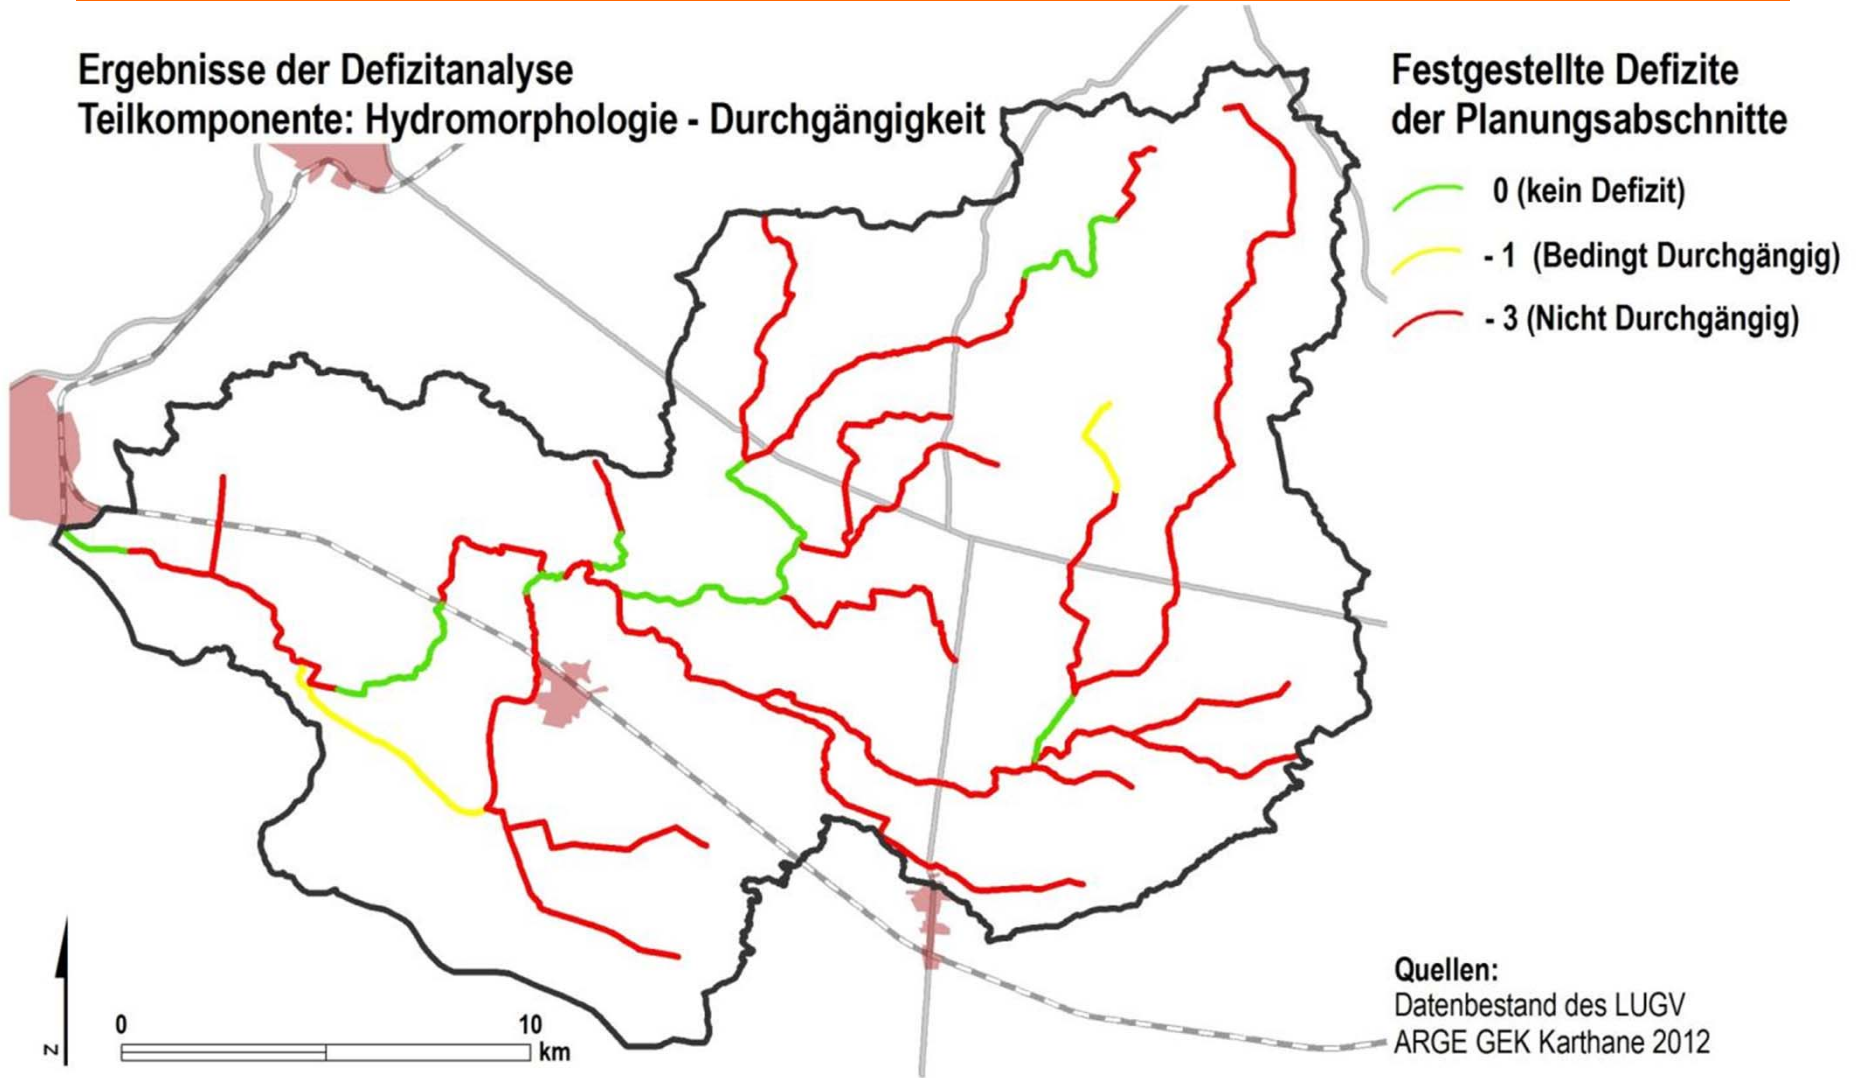 Ergebnisse der Defizitanalyse
Teilkomponente: Hydromorphologie - Durchgängigkeit
Festgestellte Defizite
der Planungsabschnitte
0 (kein Defizit)
- 1 (Bedingt Durchgängig)
- 3 (Nicht Durchgängig)
N
0 10
km
Quellen:
Datenbestand des LUGV
ARGE GEK Karthane 2012